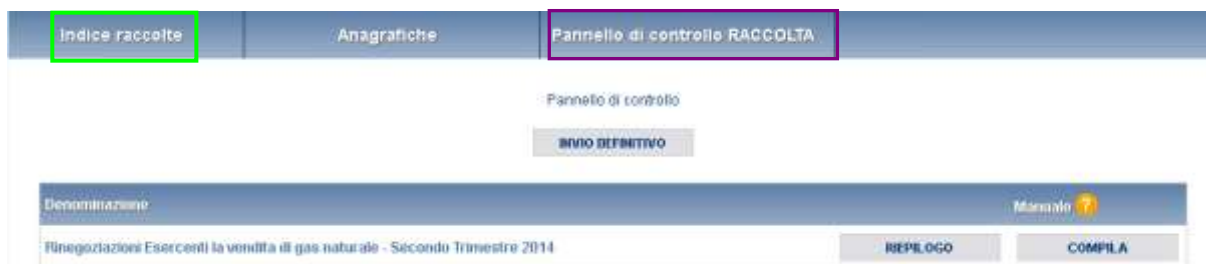 Indice raccolte Anagrafiche Pannello di controllo RACCOLTA
Pannello di controllo
INVIO DEFINITIVO
Denominazione Manuale ?
Rinegoziazioni Esercenti la vendita di gas naturale - Secondo Trimestre 2014 RIEPILOGO COMPILA